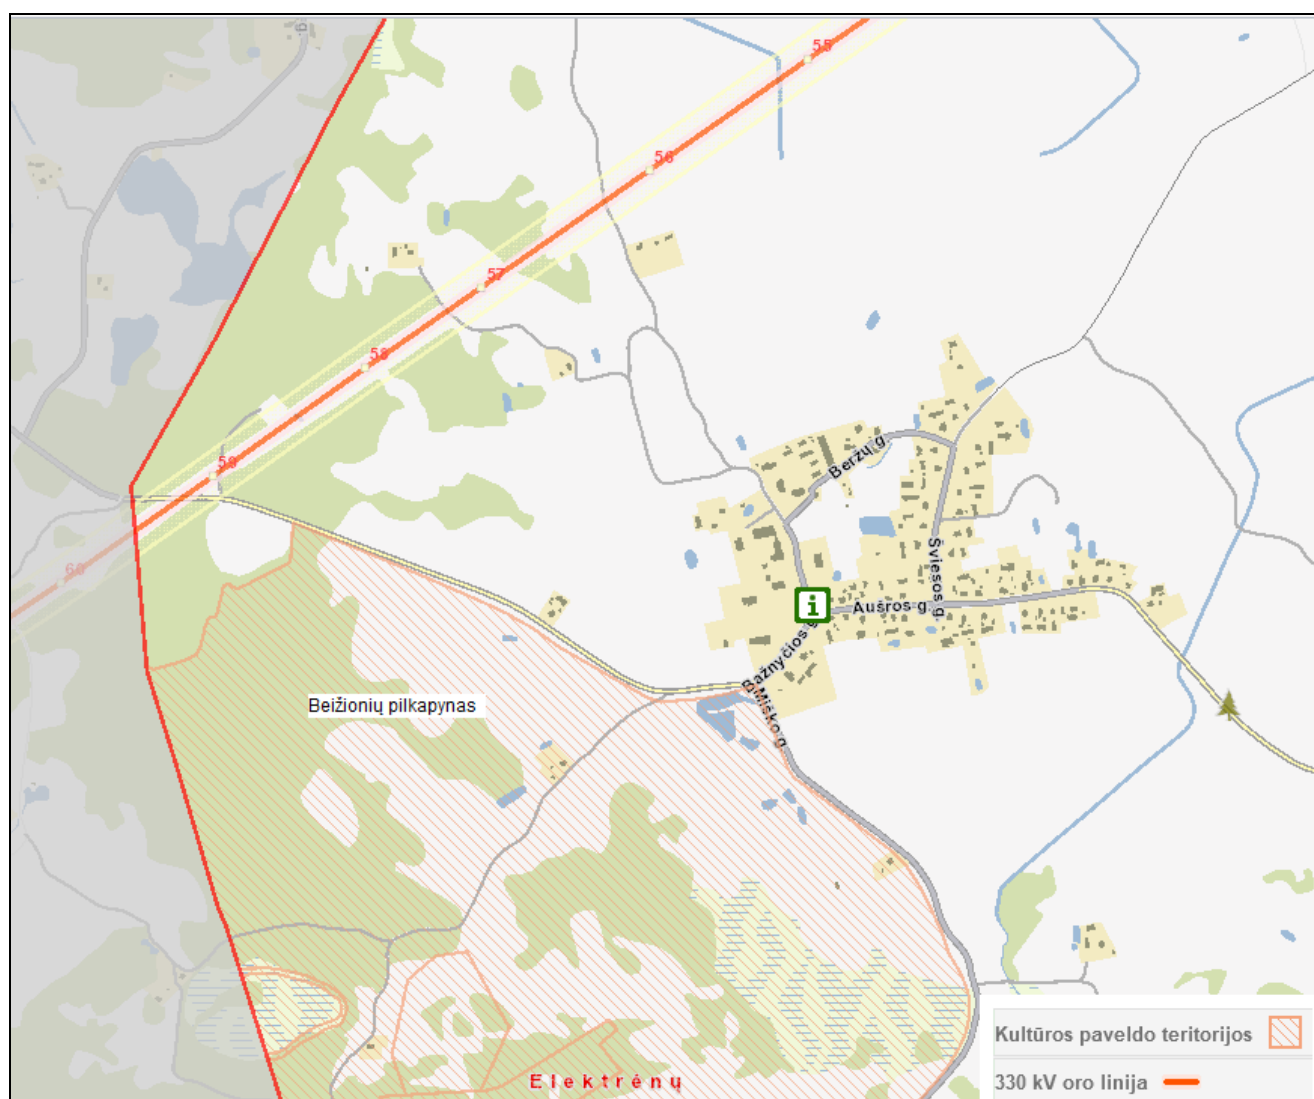 55
56
57
58
59
60
Beržų g.
Šviesos g.
Aušros g.
Bažnyčios g.
Miško g.
Beižionių pilkapynas
Elektrėnų
Kultūros paveldo teritorijos
330 kV oro linija